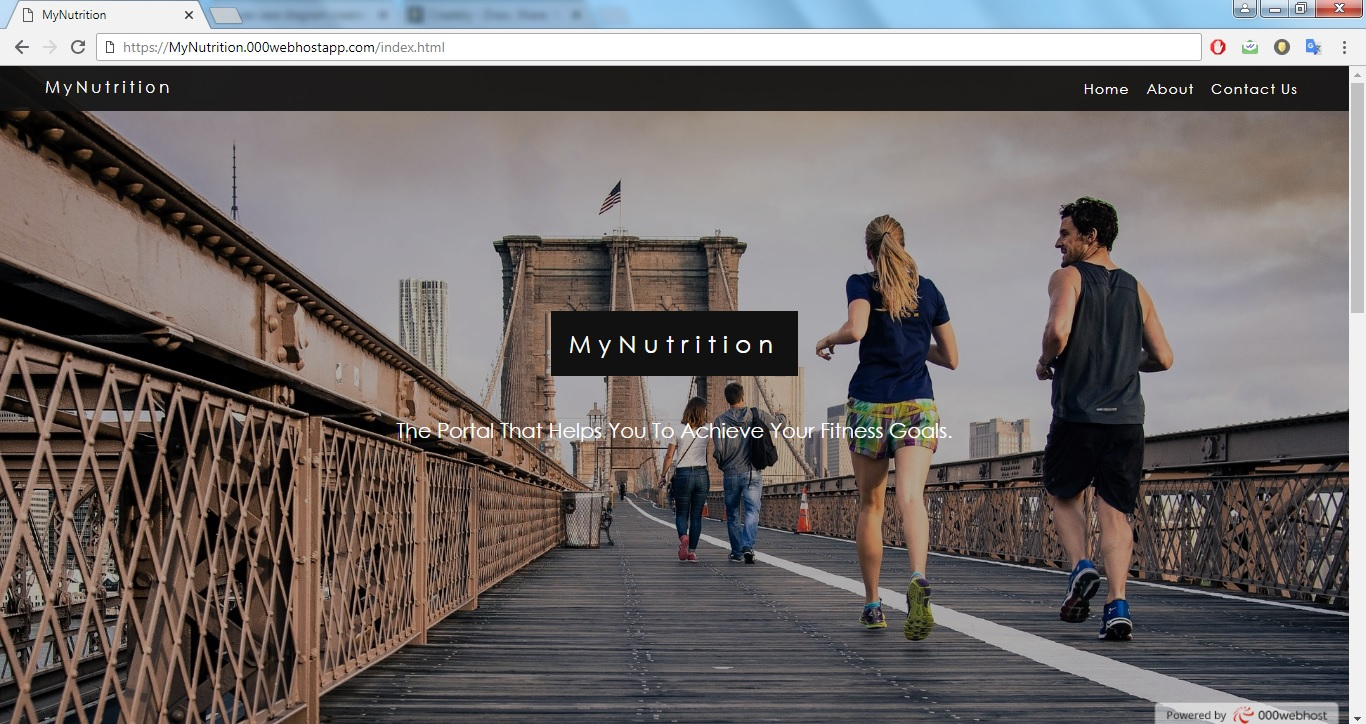 MyNutrition
https://MyNutrition.000webhostapp.com/index.html
MyNutrition
Home About Contact Us
MyNutrition
The Portal That Helps You To Achieve Your Fitness Goals.
Powered by 000webhost